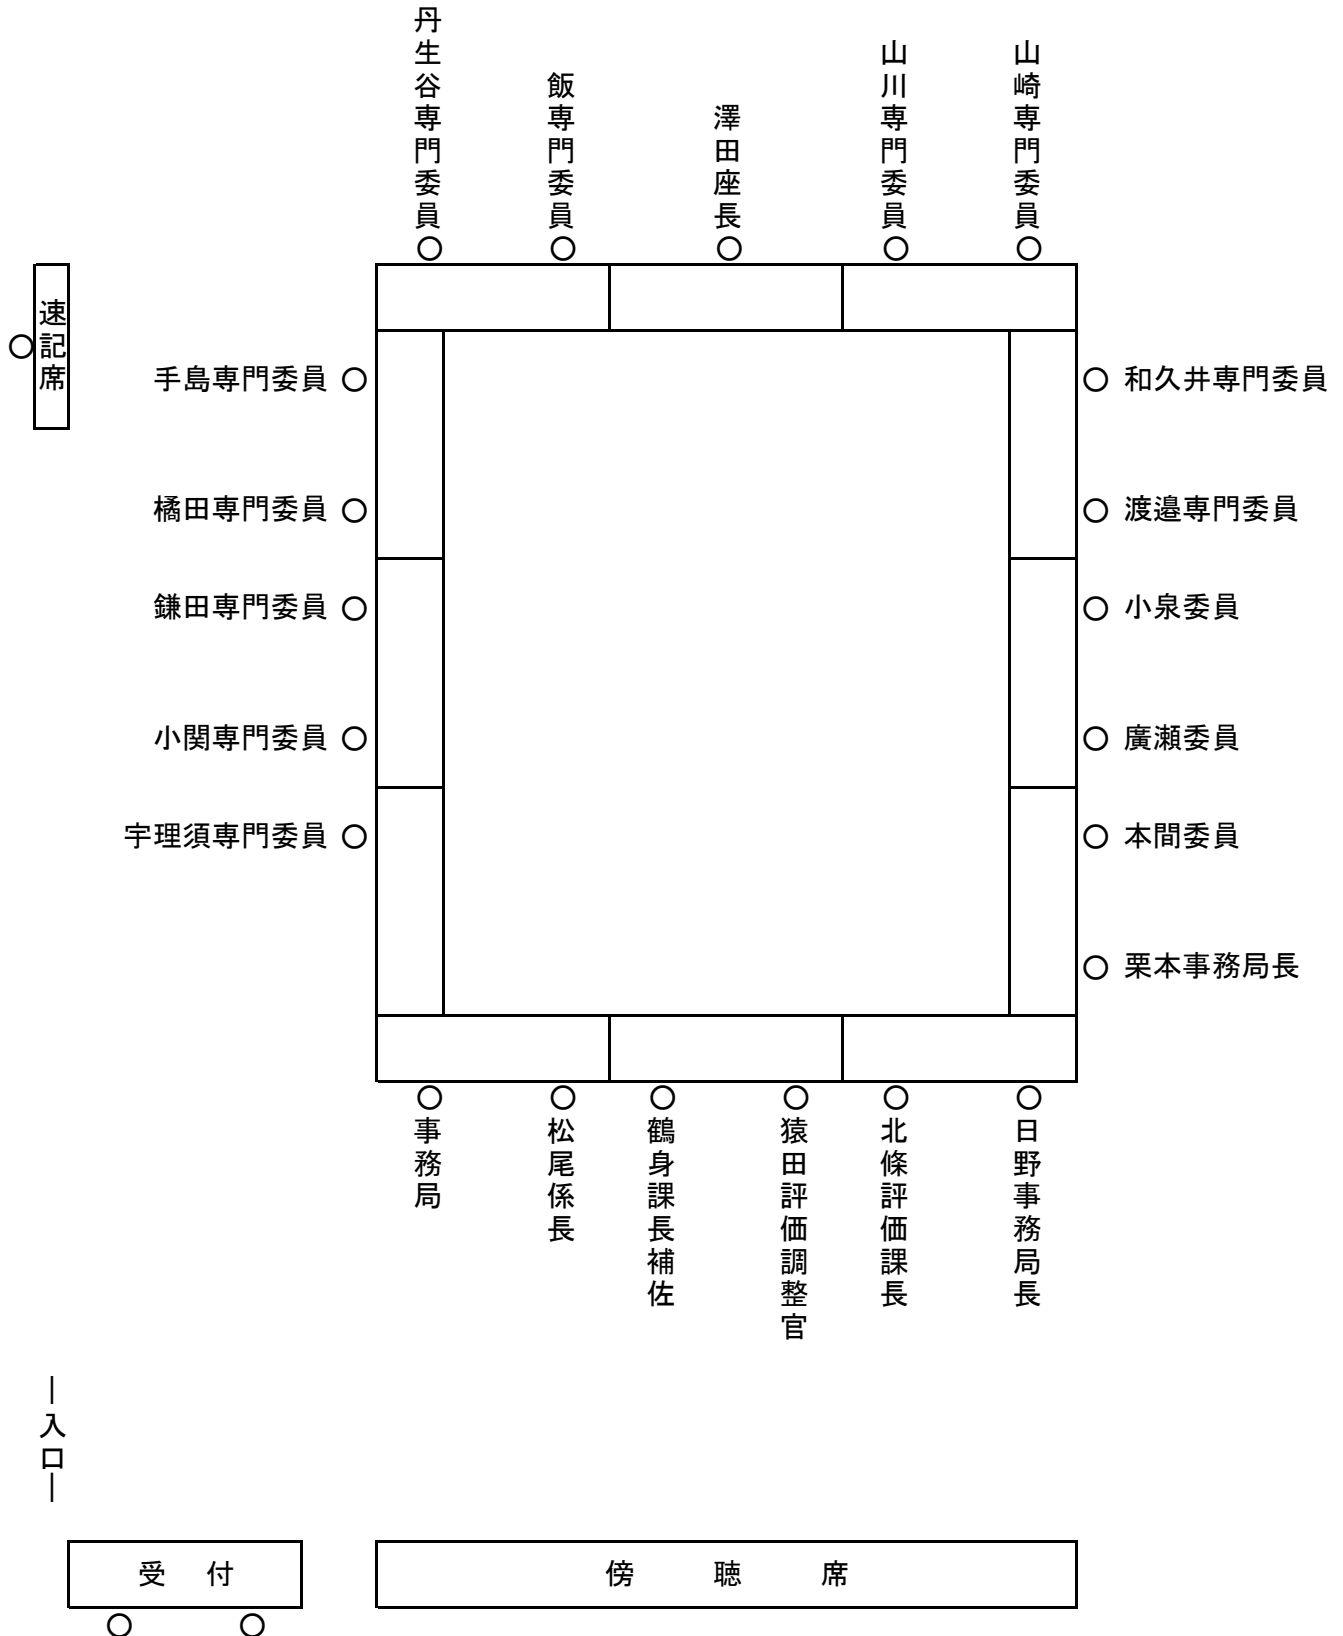 丹生谷専門委員
飯専門委員
澤田座長
山川専門委員
山崎専門委員
速記席
手島専門委員
和久井専門委員
橘田専門委員
渡邉専門委員
鎌田専門委員
小泉委員
小関専門委員
廣瀬委員
宇理須専門委員
本間委員
栗本事務局長
事務局
松尾係長
鶴身課長補佐
猿田評価調整官
北條評価課長
日野事務局長
―入口―
受 付
傍 聴 席